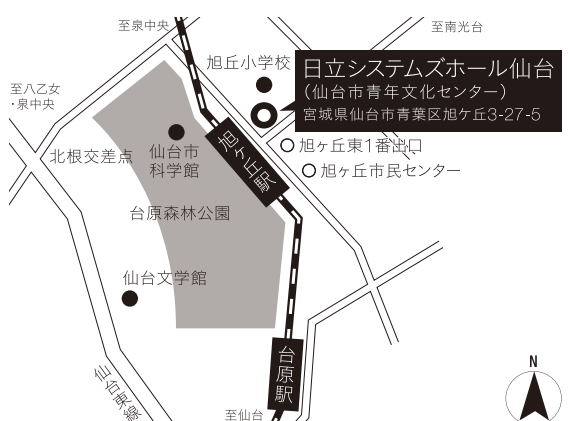 至泉中央
至南光台
旭丘小学校
日立システムズホール仙台
(仙台市青年文化センター)
宮城県仙台市青葉区旭ケ丘3-27-5
至八乙女
・泉中央
旭ヶ丘東1番出口
旭ヶ丘市民センター
北根交差点
仙台市
科学館
旭ヶ丘駅
台原森林公園
仙台文学館
台原駅
仙台東線
至仙台
N